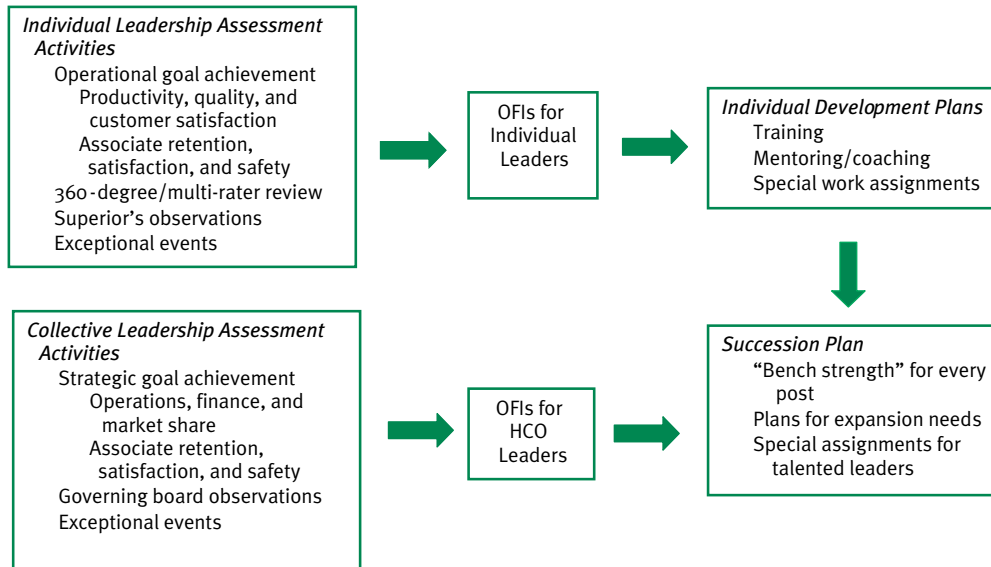 Individual Leadership Assessment
Activities
Operational goal achievement
Productivity, quality, and
customer satisfaction
Associate retention,
satisfaction, and safety
360-degree/multi-rater review
Superior’s observations
Exceptional events
OFIs for
Individual
Leaders
Individual Development Plans
Training
Mentoring/coaching
Special work assignments
Collective Leadership Assessment
Activities
Strategic goal achievement
Operations, finance, and
market share
Associate retention,
satisfaction, and safety
Governing board observations
Exceptional events
OFIs for
HCO
Leaders
Succession Plan
“Bench strength” for every
post
Plans for expansion needs
Special assignments for
talented leaders